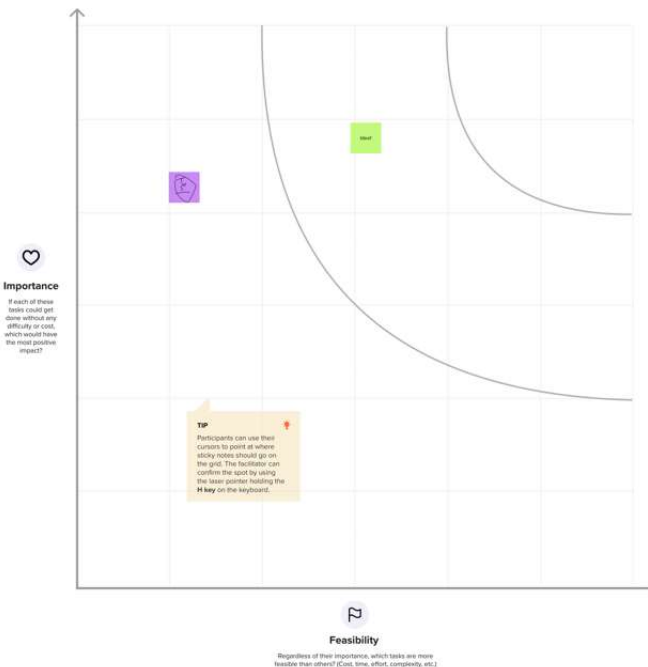 Importance
If each of these
tasks could get
done without any
difficulty or cost,
which would have
the most positive
impact?
TIP
Participants can use their
cursors to point at where
sticky notes should go on
the grid. The facilitator can
confirm the spot by using
the laser pointer holding the
H key on the keyboard.
Feasibility
Regardless of their importance, which tasks are more
feasible than others? (Cost, time, effort, complexity, etc.)